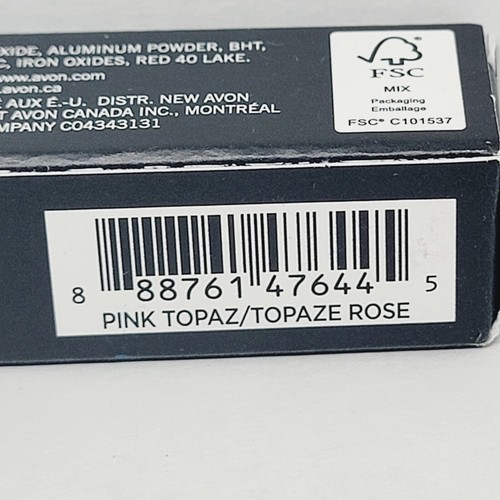 XIDE, ALUMINUM POWDER, BHT,
C, IRON OXIDES, RED 40 LAKE.
www.avon.com
.avon.ca
É AUX É.-U. DISTR. NEW AVON
T AVON CANADA INC., MONTRÉAL
MPANY C04343131
FSC
MIX
Packaging
Emballage
FSC® C101537
8 88761 47644 5
PINK TOPAZ/TOPAZE ROSE